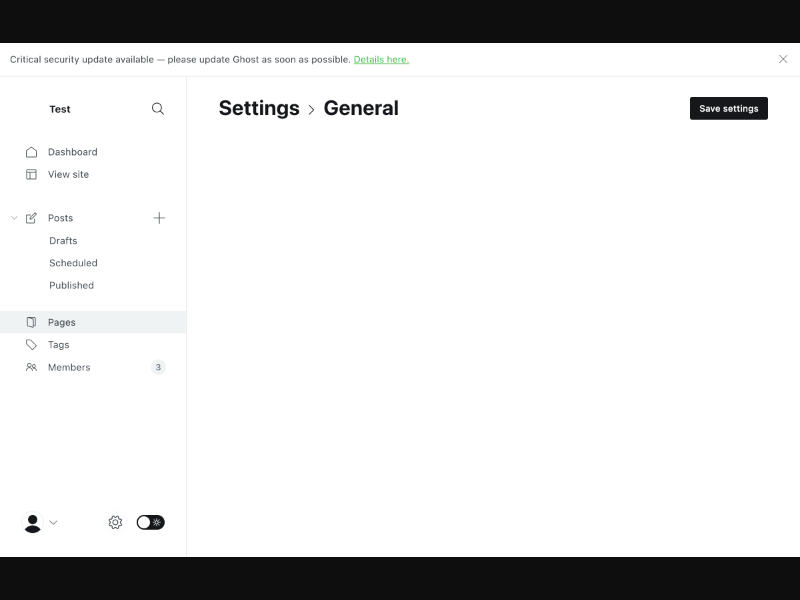 Critical security update available — please update Ghost as soon as possible. Details here.
Test
Settings > General
Save settings
Dashboard
View site
Posts
Drafts
Scheduled
Published
Pages
Tags
Members 3